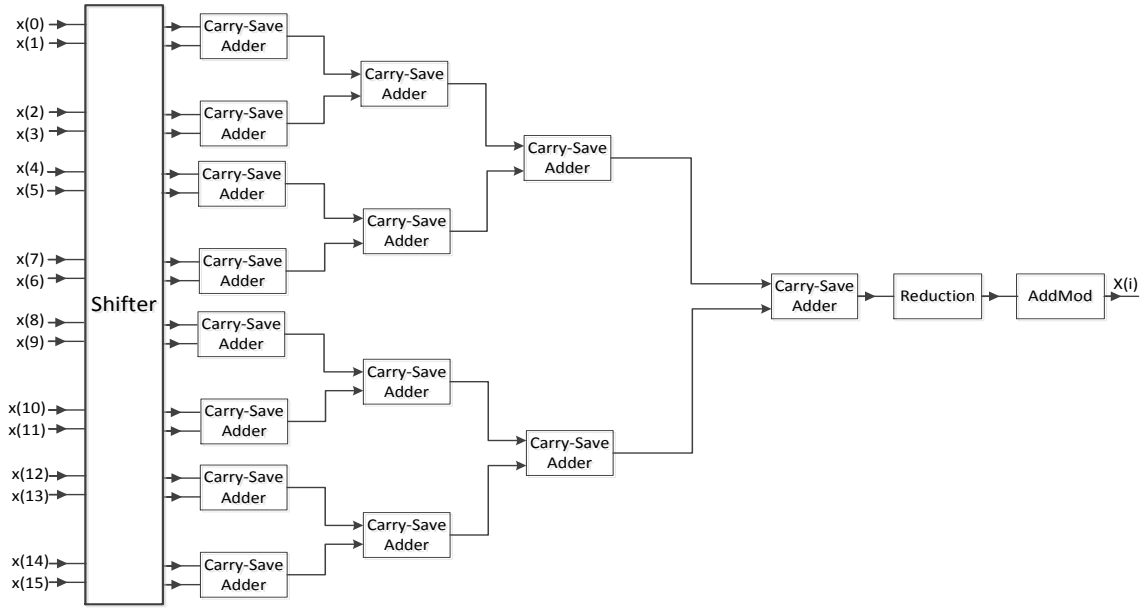 x(0)
x(1)
x(2)
x(3)
x(4)
x(5)
x(7)
x(6)
x(8)
x(9)
x(10)
x(11)
x(12)
x(13)
x(14)
x(15)
Shifter
Carry-Save
Adder
Carry-Save
Adder
Carry-Save
Adder
Carry-Save
Adder
Carry-Save
Adder
Carry-Save
Adder
Carry-Save
Adder
Carry-Save
Adder
Carry-Save
Adder
Carry-Save
Adder
Carry-Save
Adder
Carry-Save
Adder
Carry-Save
Adder
Carry-Save
Adder
Carry-Save
Adder
Reduction
AddMod
X(i)